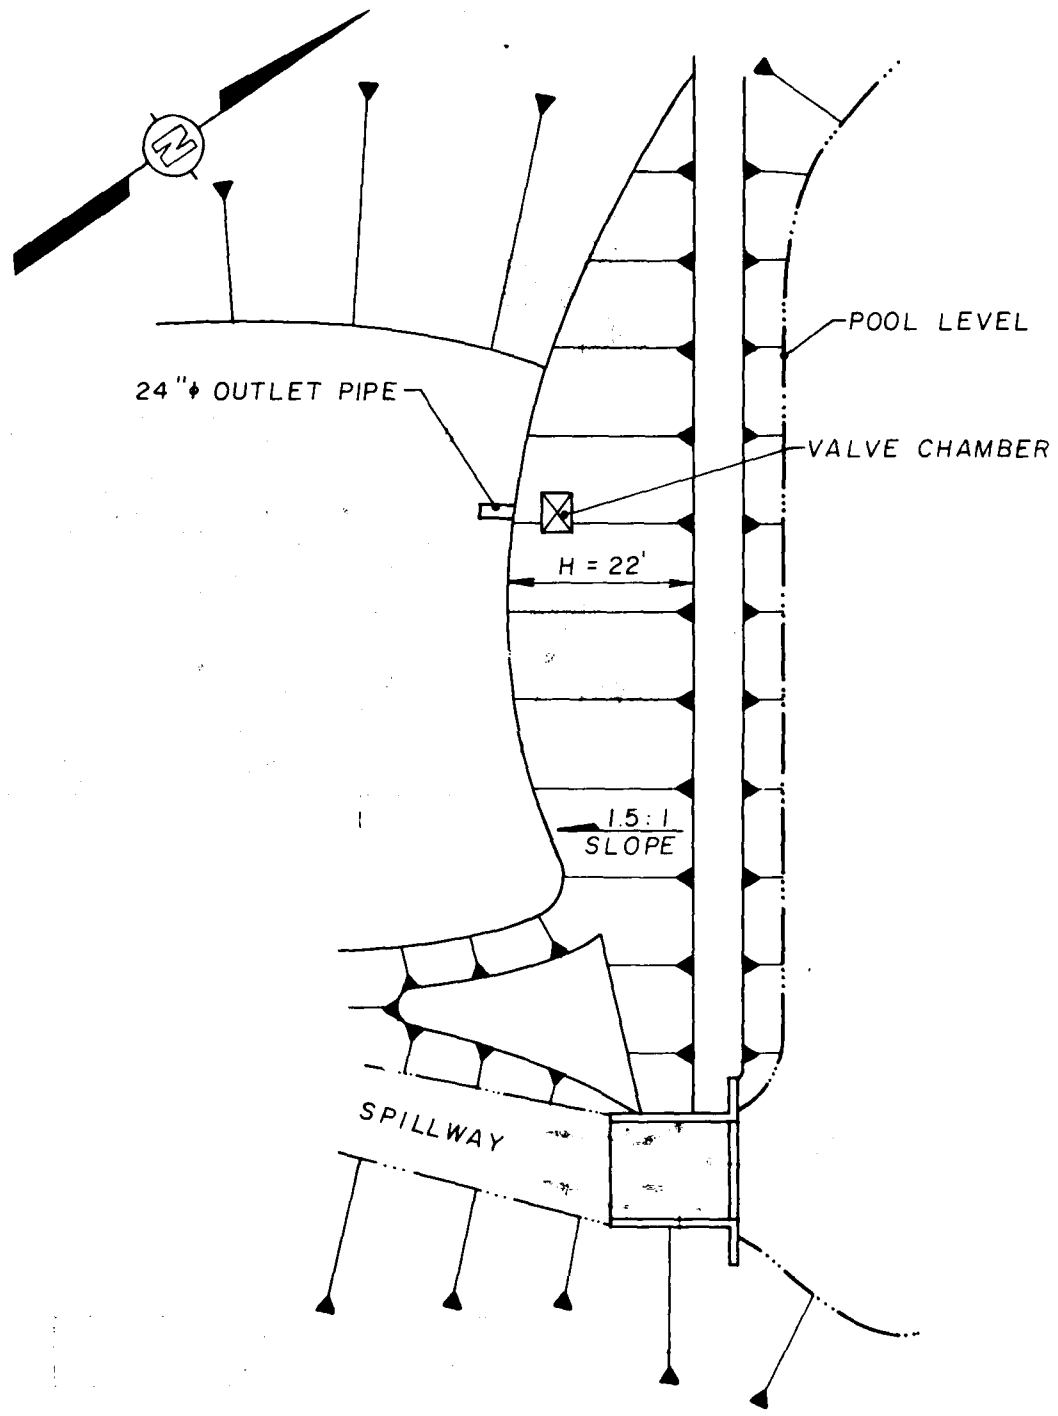 N
POOL LEVEL
24"φ OUTLET PIPE
VALVE CHAMBER
H = 22'
1.5:1
SLOPE
SPILLWAY